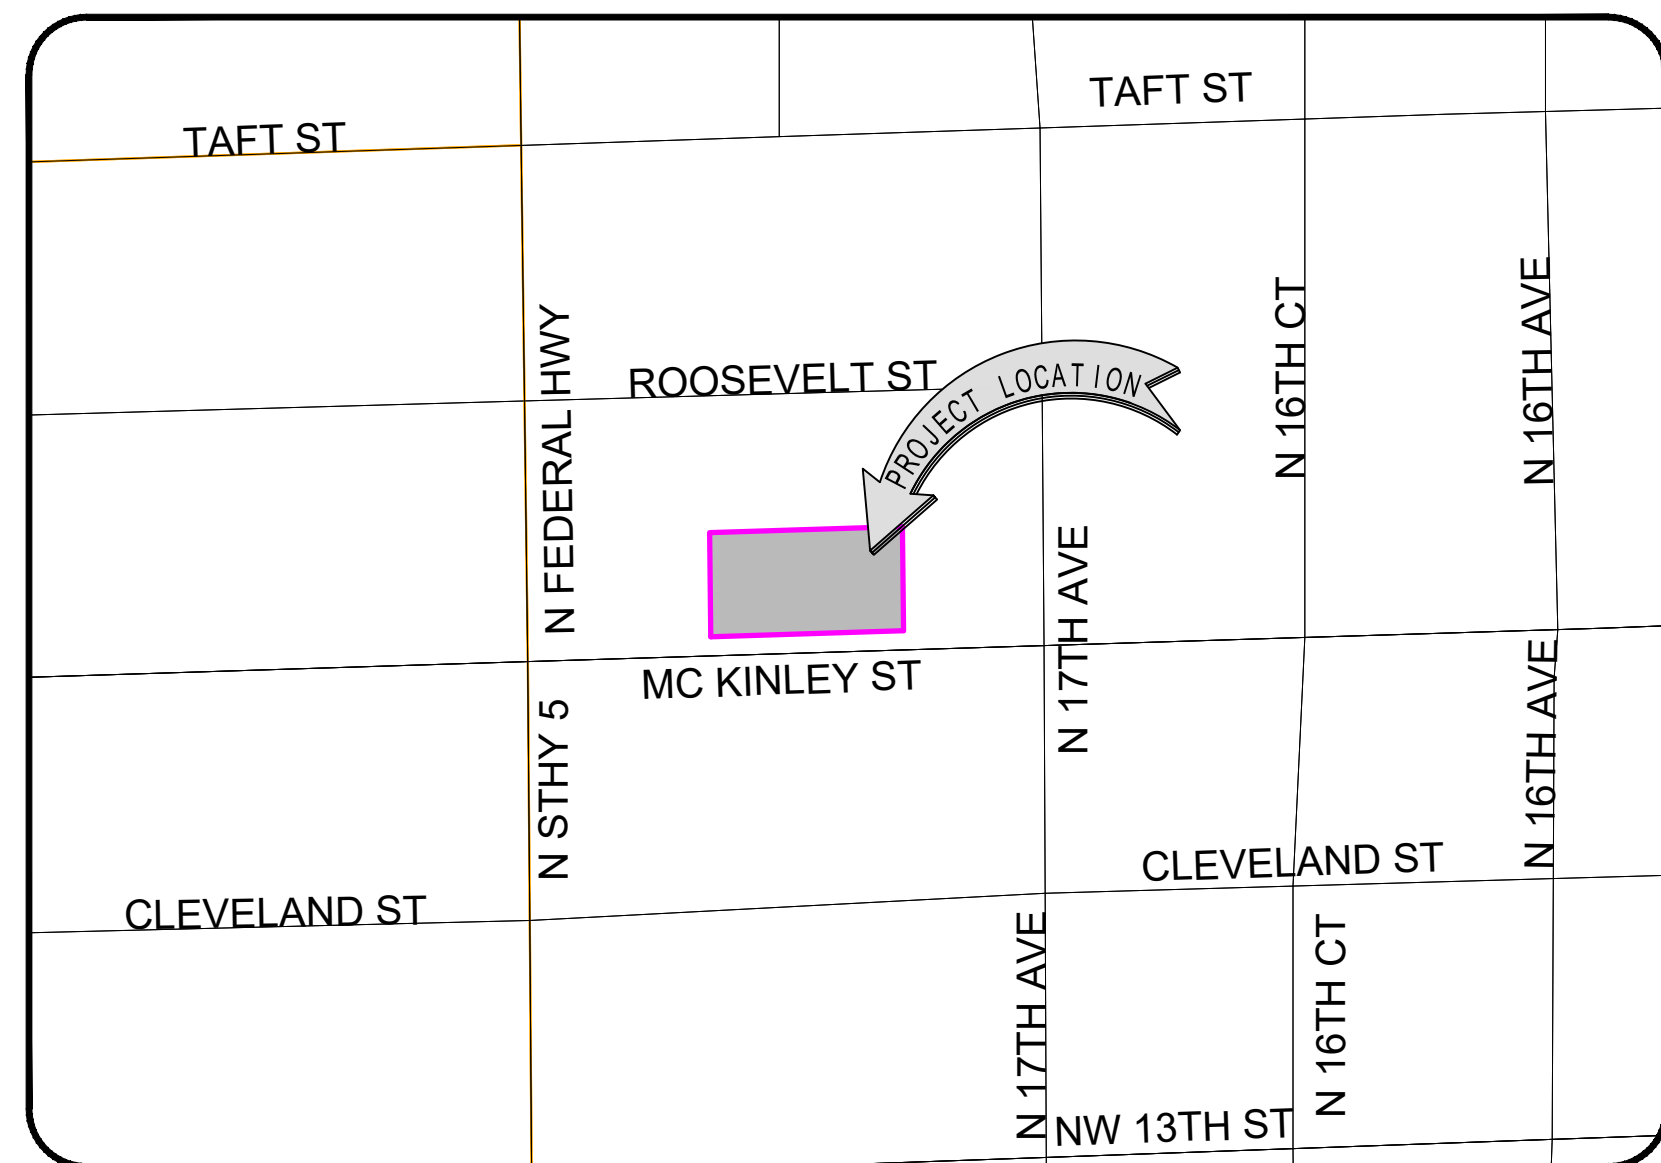 TAFT ST
TAFT ST
N FEDERAL HWY
ROOSEVELT ST
PROJECT LOCATION
N 16TH CT
N 16TH AVE
N 17TH AVE
MC KINLEY ST
N STHY 5
N 16TH AVE
CLEVELAND ST
CLEVELAND ST
N 17TH AVE
N 16TH CT
NW 13TH ST